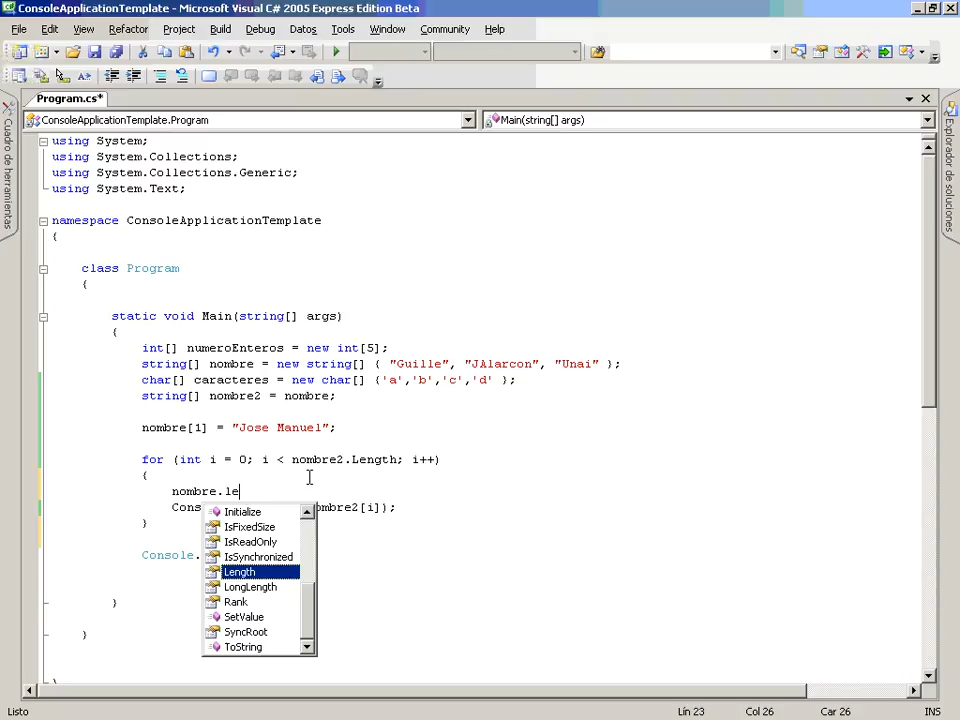 ConsoleApplicationTemplate - Microsoft Visual C# 2005 Express Edition Beta
File Edit View Refactor Project Build Debug Datos Tools Window Community Help
Program.cs*
ConsoleApplicationTemplate.Program Main(string[] args)
Cuadro de herramientas
Explorador de soluciones
using System;
using System.Collections;
using System.Collections.Generic;
using System.Text;
namespace ConsoleApplicationTemplate
{
class Program
{
static void Main(string[] args)
{
int[] numeroEnteros = new int[5];
string[] nombre = new string[] { "Guille", "JAlarcon", "Unai" };
char[] caracteres = new char[] {'a','b','c','d' };
string[] nombre2 = nombre;
nombre[1] = "Jose Manuel";
for (int i = 0; i < nombre2.Length; i++)
{
nombre.le
Cons ombre2[i]);
}
Console.
}
}
Initialize
IsFixedSize
IsReadOnly
IsSynchronized
Length
LongLength
Rank
SetValue
SyncRoot
ToString
Listo Lín 23 Col 26 Car 26 INS